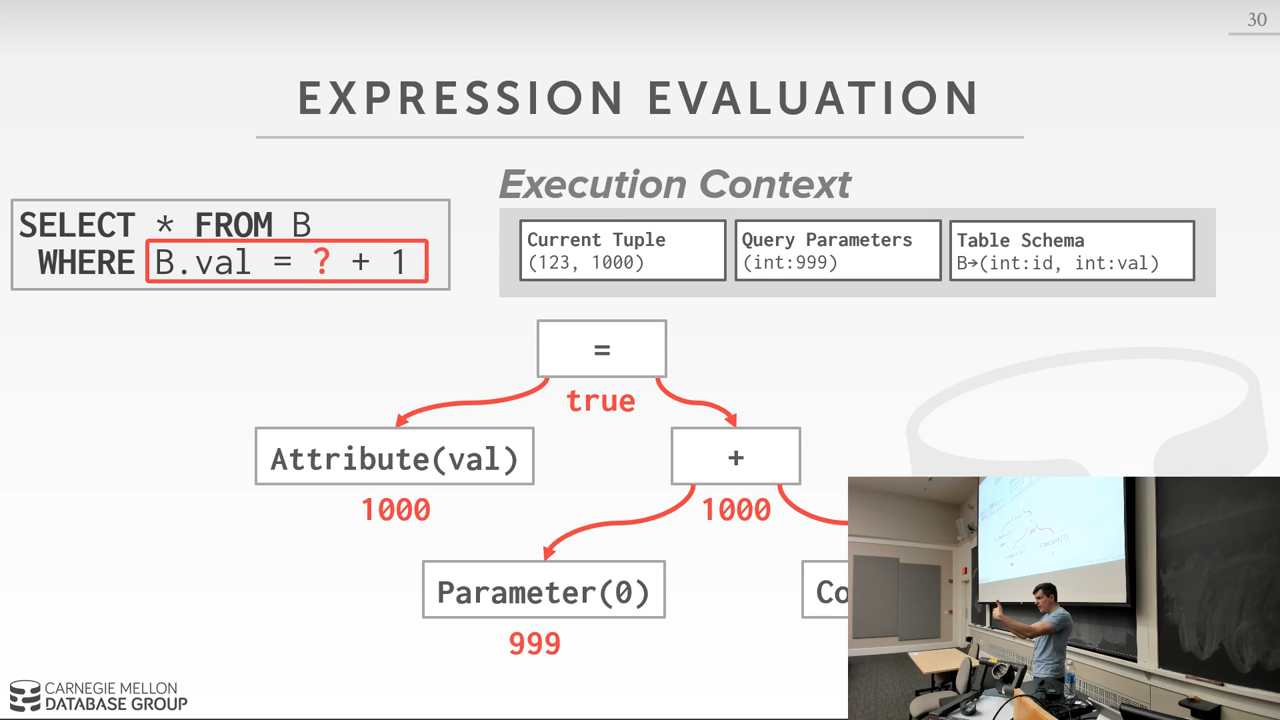 30
EXPRESSION EVALUATION
Execution Context
SELECT * FROM B
WHERE B.val = ? + 1
Current Tuple
(123, 1000)
Query Parameters
(int:999)
Table Schema
B→(int:id, int:val)
=
true
Attribute(val)
+
1000
1000
Parameter(0)
Co
999
CARNEGIE MELLON
DATABASE GROUP